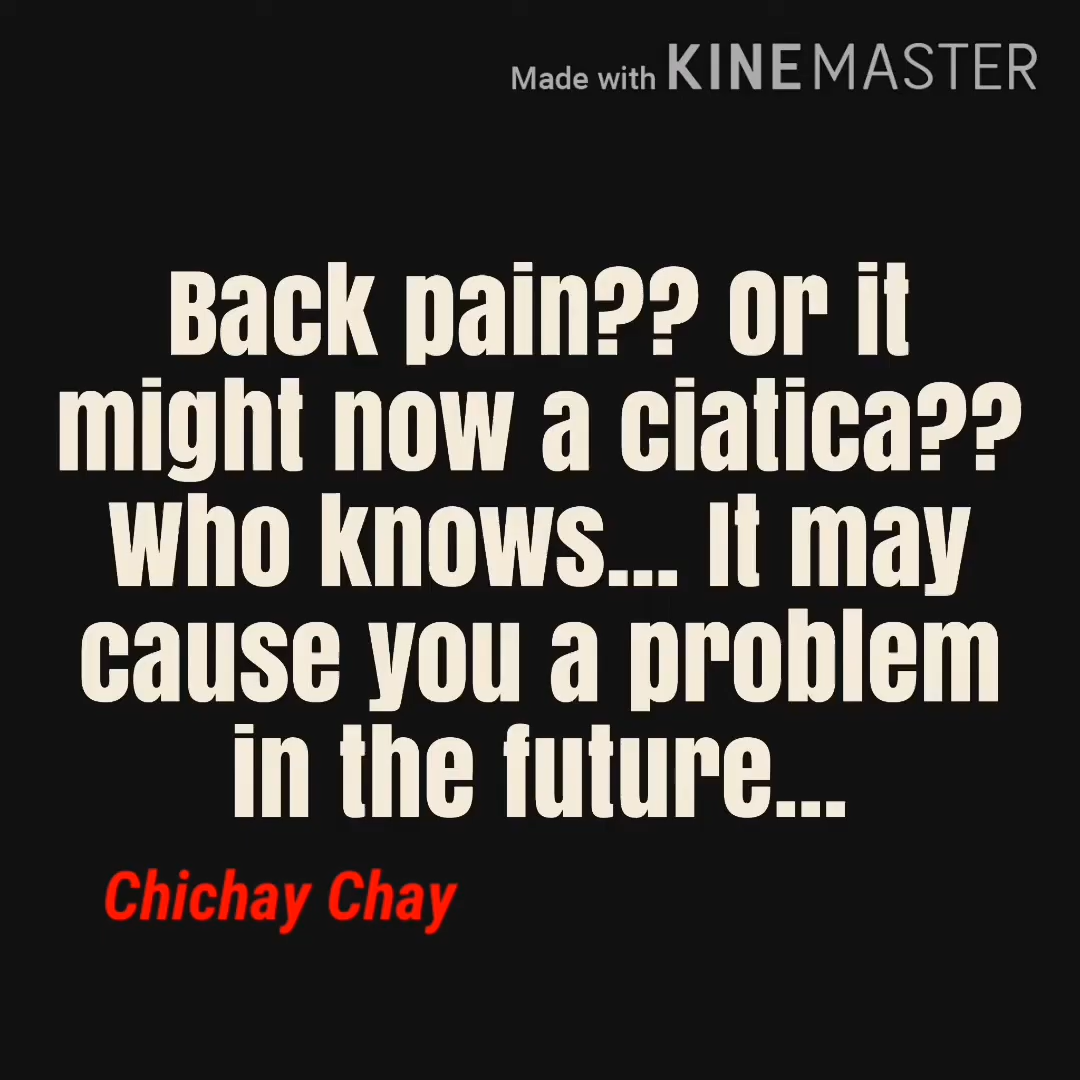 Made with KINEMASTER
Back pain?? Or it
might now a ciatica??
Who knows... It may
cause you a problem
in the future...
Chichay Chay